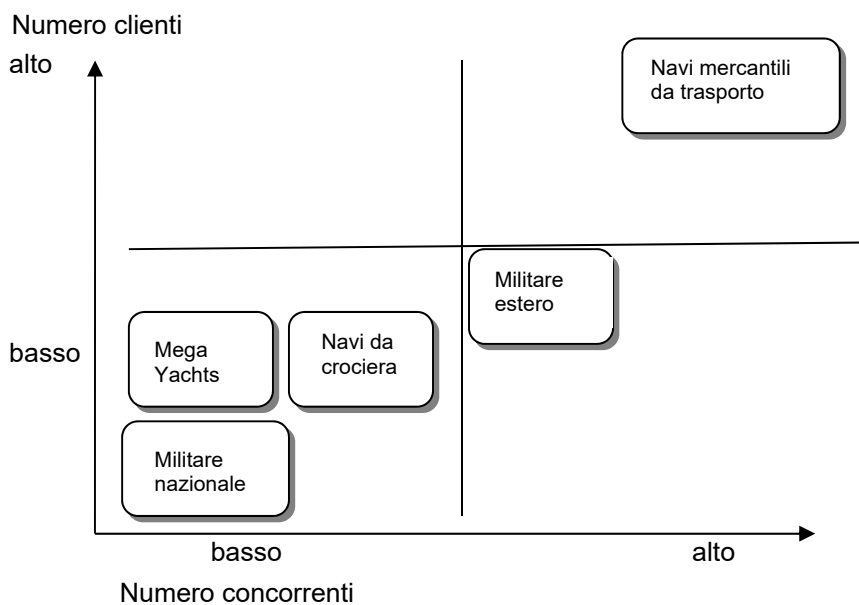 Numero clienti
alto
Navi mercantili
da trasporto
Militare
estero
basso
Mega
Yachts
Navi da
crociera
Militare
nazionale
basso
alto
Numero concorrenti